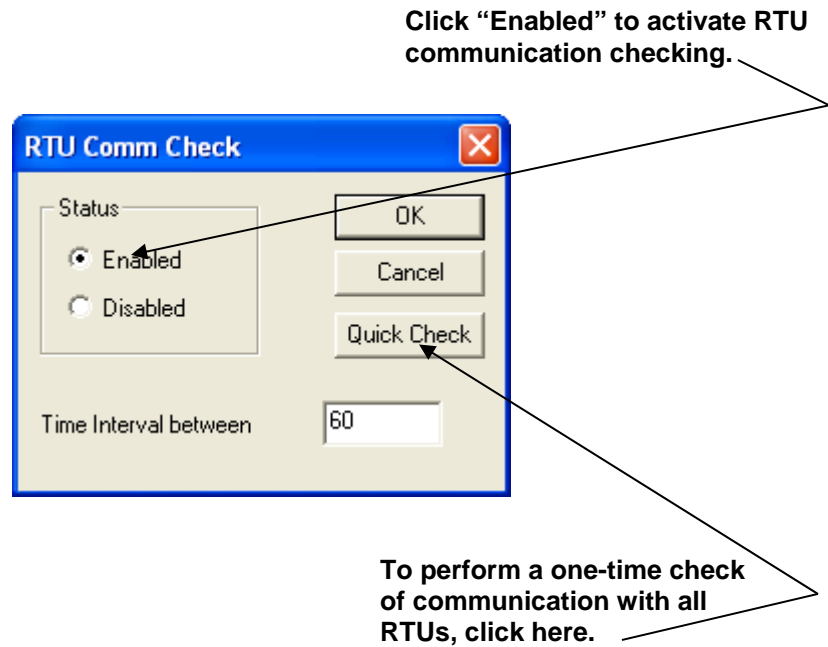 Click “Enabled” to activate RTU
communication checking.
RTU Comm Check
Status
Enabled
Disabled
OK
Cancel
Quick Check
Time Interval between
60
To perform a one-time check
of communication with all
RTUs, click here.